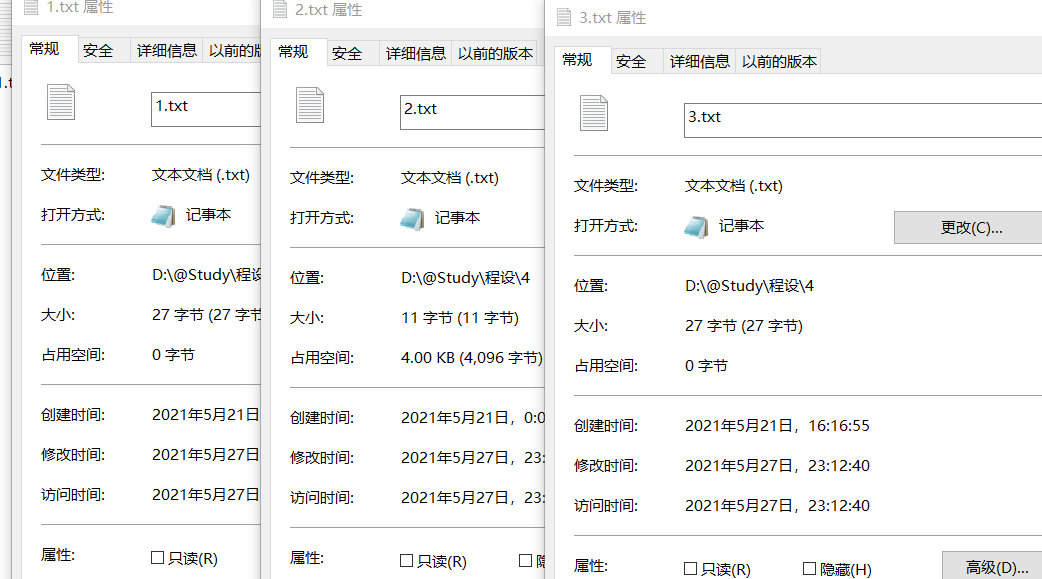 1.txt 属性
常规 安全 详细信息 以前的版
1.txt
文件类型: 文本文档 (.txt)
打开方式: 记事本
位置: D:\@Study\程设
大小: 27 字节 (27 字节
占用空间: 0 字节
创建时间: 2021年5月21日
修改时间: 2021年5月27日
访问时间: 2021年5月27日
属性: 只读(R)
2.txt 属性
常规 安全 详细信息 以前的版本
2.txt
文件类型: 文本文档 (.txt)
打开方式: 记事本
位置: D:\@Study\程设\4
大小: 11 字节 (11 字节)
占用空间: 4.00 KB (4,096 字节)
创建时间: 2021年5月21日，0:0
修改时间: 2021年5月27日，23:
访问时间: 2021年5月27日，23:
属性: 只读(R)
3.txt 属性
常规 安全 详细信息 以前的版本
3.txt
文件类型: 文本文档 (.txt)
打开方式: 记事本 更改(C)...
位置: D:\@Study\程设\4
大小: 27 字节 (27 字节)
占用空间: 0 字节
创建时间: 2021年5月21日，16:16:55
修改时间: 2021年5月27日，23:12:40
访问时间: 2021年5月27日，23:12:40
属性: 只读(R) 隐藏(H) 高级(D)...